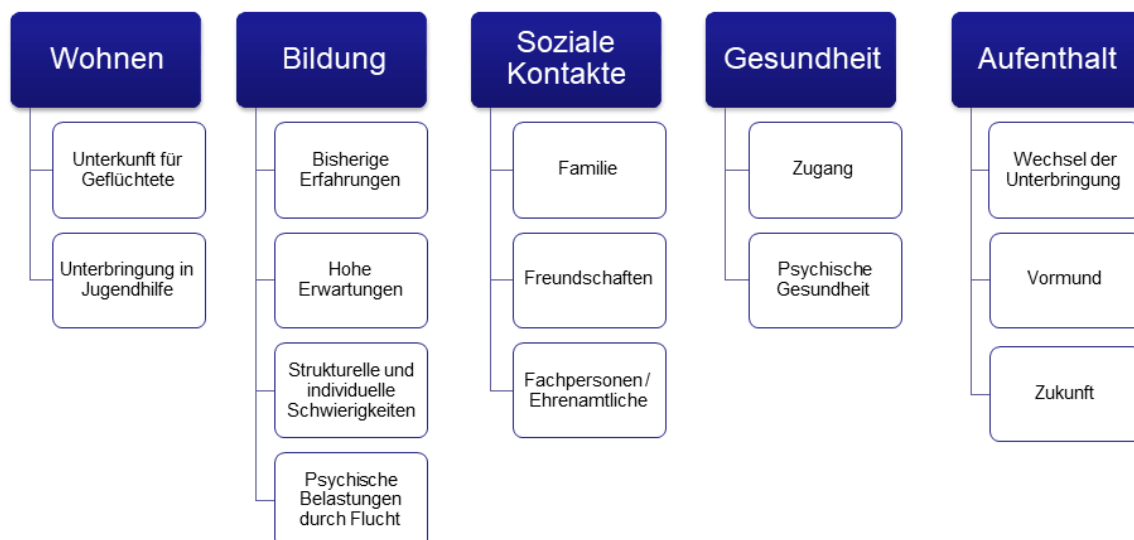 Wohnen
Unterkunft für
Geflüchtete
Unterbringung in
Jugendhilfe
Bildung
Bisherige
Erfahrungen
Hohe
Erwartungen
Strukturelle und
individuelle
Schwierigkeiten
Psychische
Belastungen
durch Flucht
Soziale
Kontakte
Familie
Freundschaften
Fachpersonen /
Ehrenamtliche
Gesundheit
Zugang
Psychische
Gesundheit
Aufenthalt
Wechsel der
Unterbringung
Vormund
Zukunft